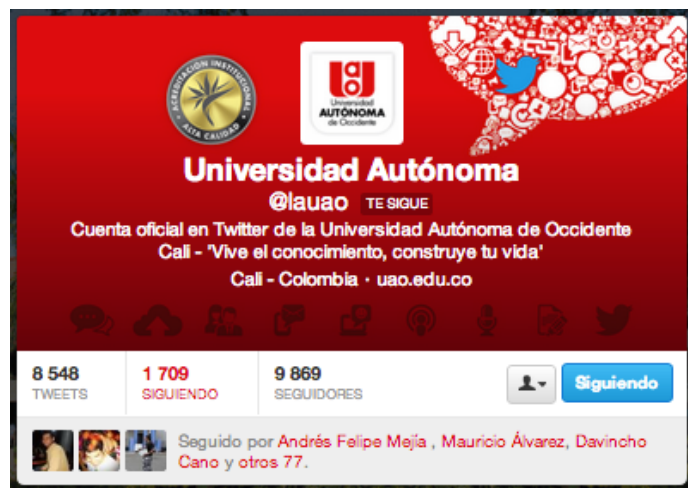 ACREDITACIÓN INSTITUCIONAL
ALTA CALIDAD
Universidad
AUTÓNOMA
de Occidente
Universidad Autónoma
@lauao TE SIGUE
Cuenta oficial en Twitter de la Universidad Autónoma de Occidente
Cali - 'Vive el conocimiento, construye tu vida'
Cali - Colombia · uao.edu.co
8 548 1 709 9 869
TWEETS SIGUIENDO SEGUIDORES
Siguiendo
Seguido por Andrés Felipe Mejía , Mauricio Álvarez, Davincho
Cano y otros 77.